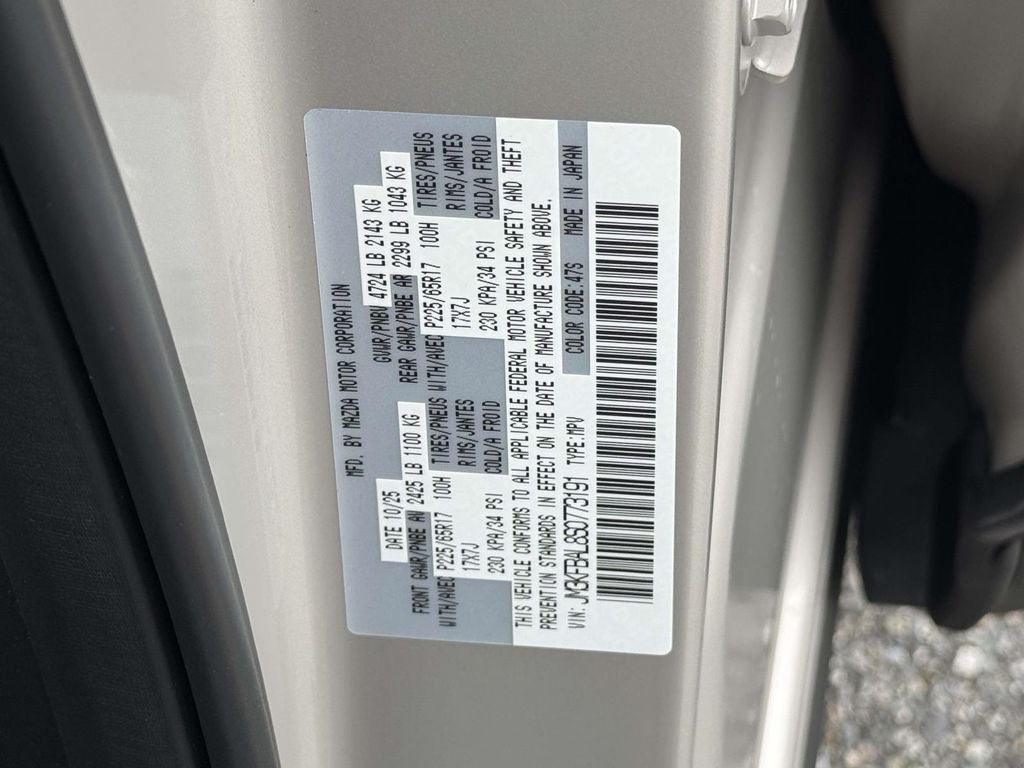 MFD. BY MAZDA MOTOR CORPORATION
DATE 10/25 GVWR/PNBV 4724 LB 2143 KG
FRONT GAWR/PNBE AV 2425 LB 1100 KG REAR GAWR/PNBE AR 2299 LB 1043 KG
WITH/AVEC P225/65R17 100H TIRES/PNEUS WITH/AVEC P225/65R17 100H TIRES/PNEUS
17X7J RIMS/JANTES 17X7J RIMS/JANTES
230 KPA/34 PSI COLD/A FROID 230 KPA/34 PSI COLD/A FROID
THIS VEHICLE CONFORMS TO ALL APPLICABLE FEDERAL MOTOR VEHICLE SAFETY AND THEFT
PREVENTION STANDARDS IN EFFECT ON THE DATE OF MANUFACTURE SHOWN ABOVE.
VIN: JM3KFBAL8S0773191 TYPE:MPV COLOR CODE:47S MADE IN JAPAN